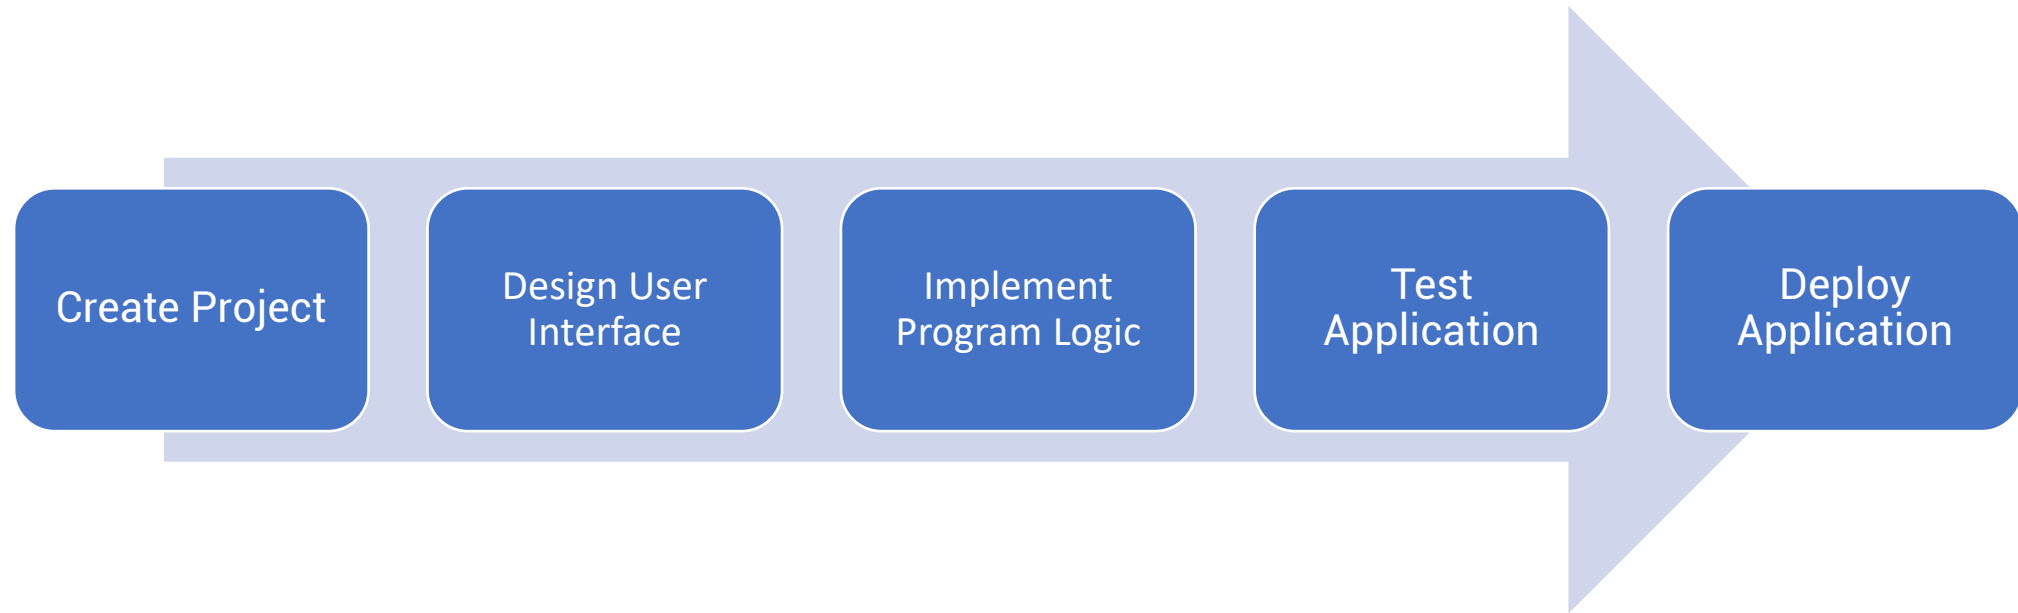 Create Project
Design User
Interface
Implement
Program Logic
Test
Application
Deploy
Application